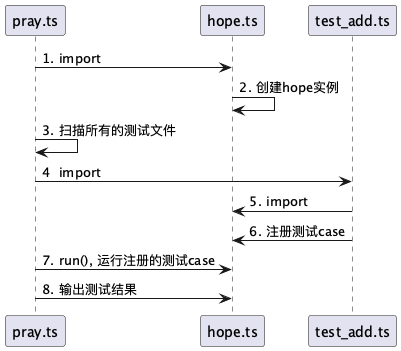 pray.ts hope.ts test_add.ts
1. import
2. 创建hope实例
3. 扫描所有的测试文件
4 import
5. import
6. 注册测试case
7. run(), 运行注册的测试case
8. 输出测试结果
pray.ts hope.ts test_add.ts